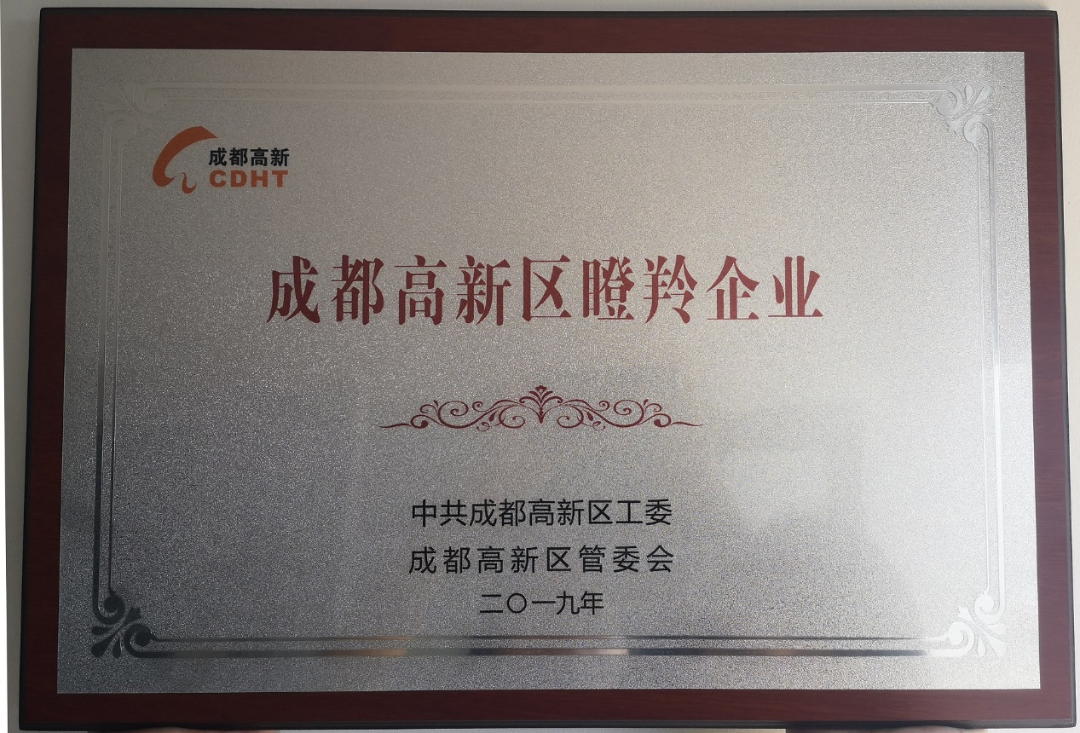 成都高新
CDHT
成都高新区瞪羚企业
中共成都高新区工委
成都高新区管委会
二〇一九年